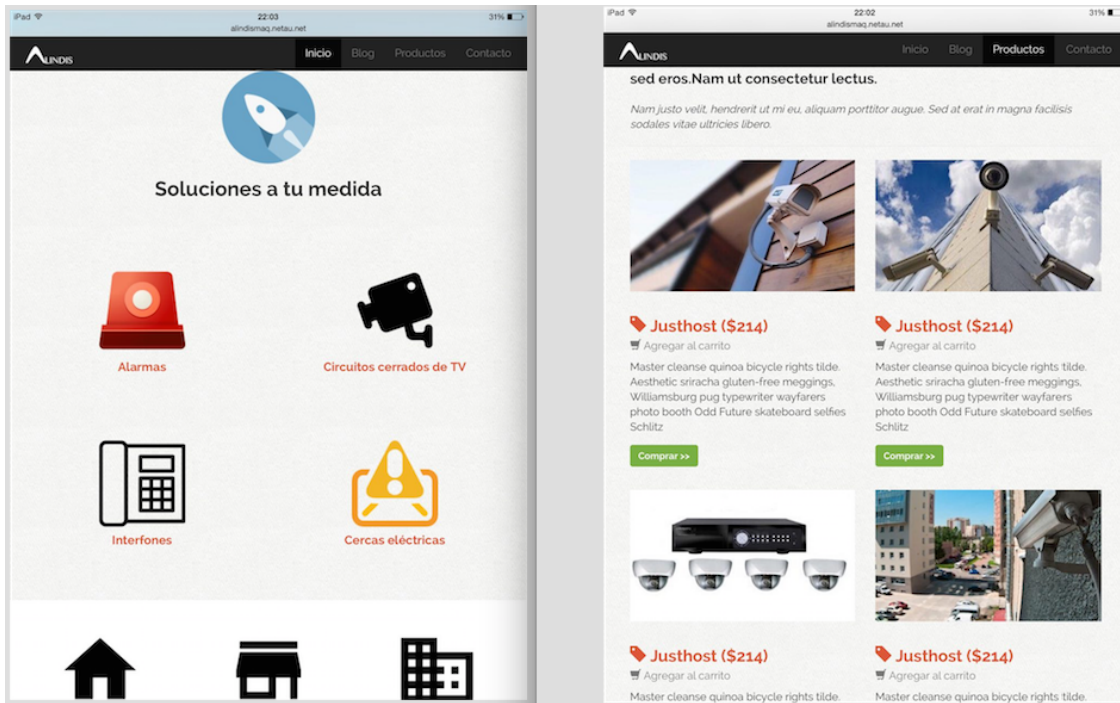 iPad 22:03 31%
alindismaq.netau.net
ALINDIS Inicio Blog Productos Contacto
Soluciones a tu medida
Alarmas Circuitos cerrados de TV
Interfones Cercas eléctricas
iPad 22:02 31%
alindismaq.netau.net
ALINDIS Inicio Blog Productos Contacto
sed eros.Nam ut consectetur lectus.
Nam justo velit, hendrerit ut mi eu, aliquam porttitor augue. Sed at erat in magna facilisis
sodales vitae ultricies libero.
Justhost ($214)
Agregar al carrito
Master cleanse quinoa bicycle rights tilde.
Aesthetic sriracha gluten-free meggings,
Williamsburg pug typewriter wayfarers
photo booth Odd Future skateboard selfies
Schlitz
Comprar >>
Justhost ($214)
Agregar al carrito
Master cleanse quinoa bicycle rights tilde.
Aesthetic sriracha gluten-free meggings,
Williamsburg pug typewriter wayfarers
photo booth Odd Future skateboard selfies
Schlitz
Comprar >>
Justhost ($214)
Agregar al carrito
Master cleanse quinoa bicycle rights tilde.
Justhost ($214)
Agregar al carrito
Master cleanse quinoa bicycle rights tilde.